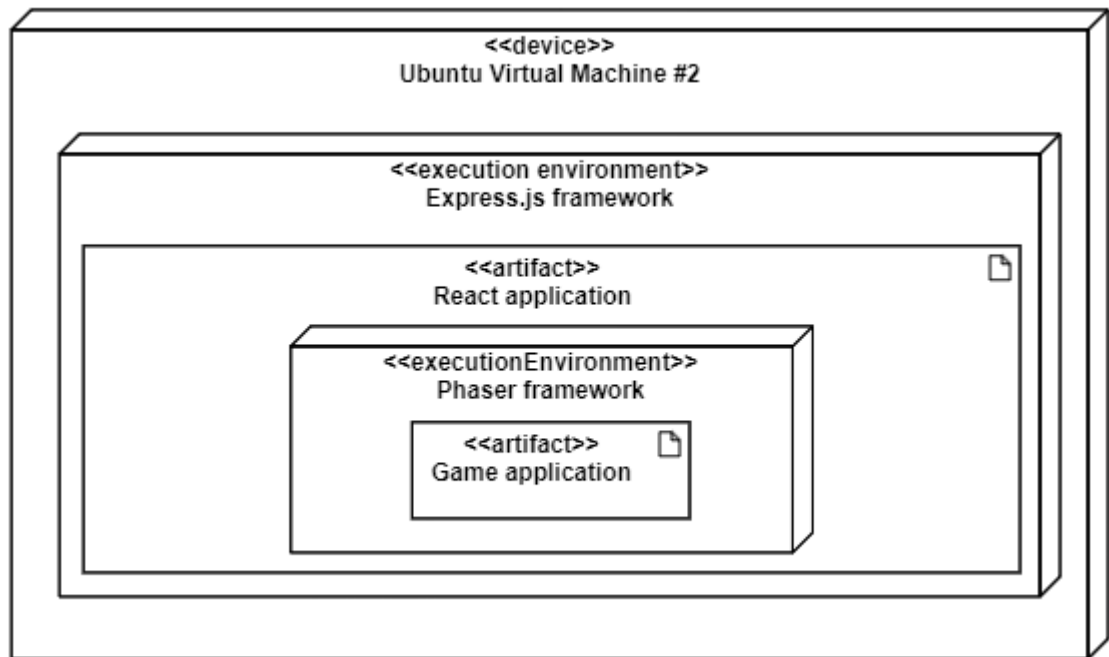 <<device>>
Ubuntu Virtual Machine #2
<<execution environment>>
Express.js framework
<<artifact>>
React application
<<executionEnvironment>>
Phaser framework
<<artifact>>
Game application